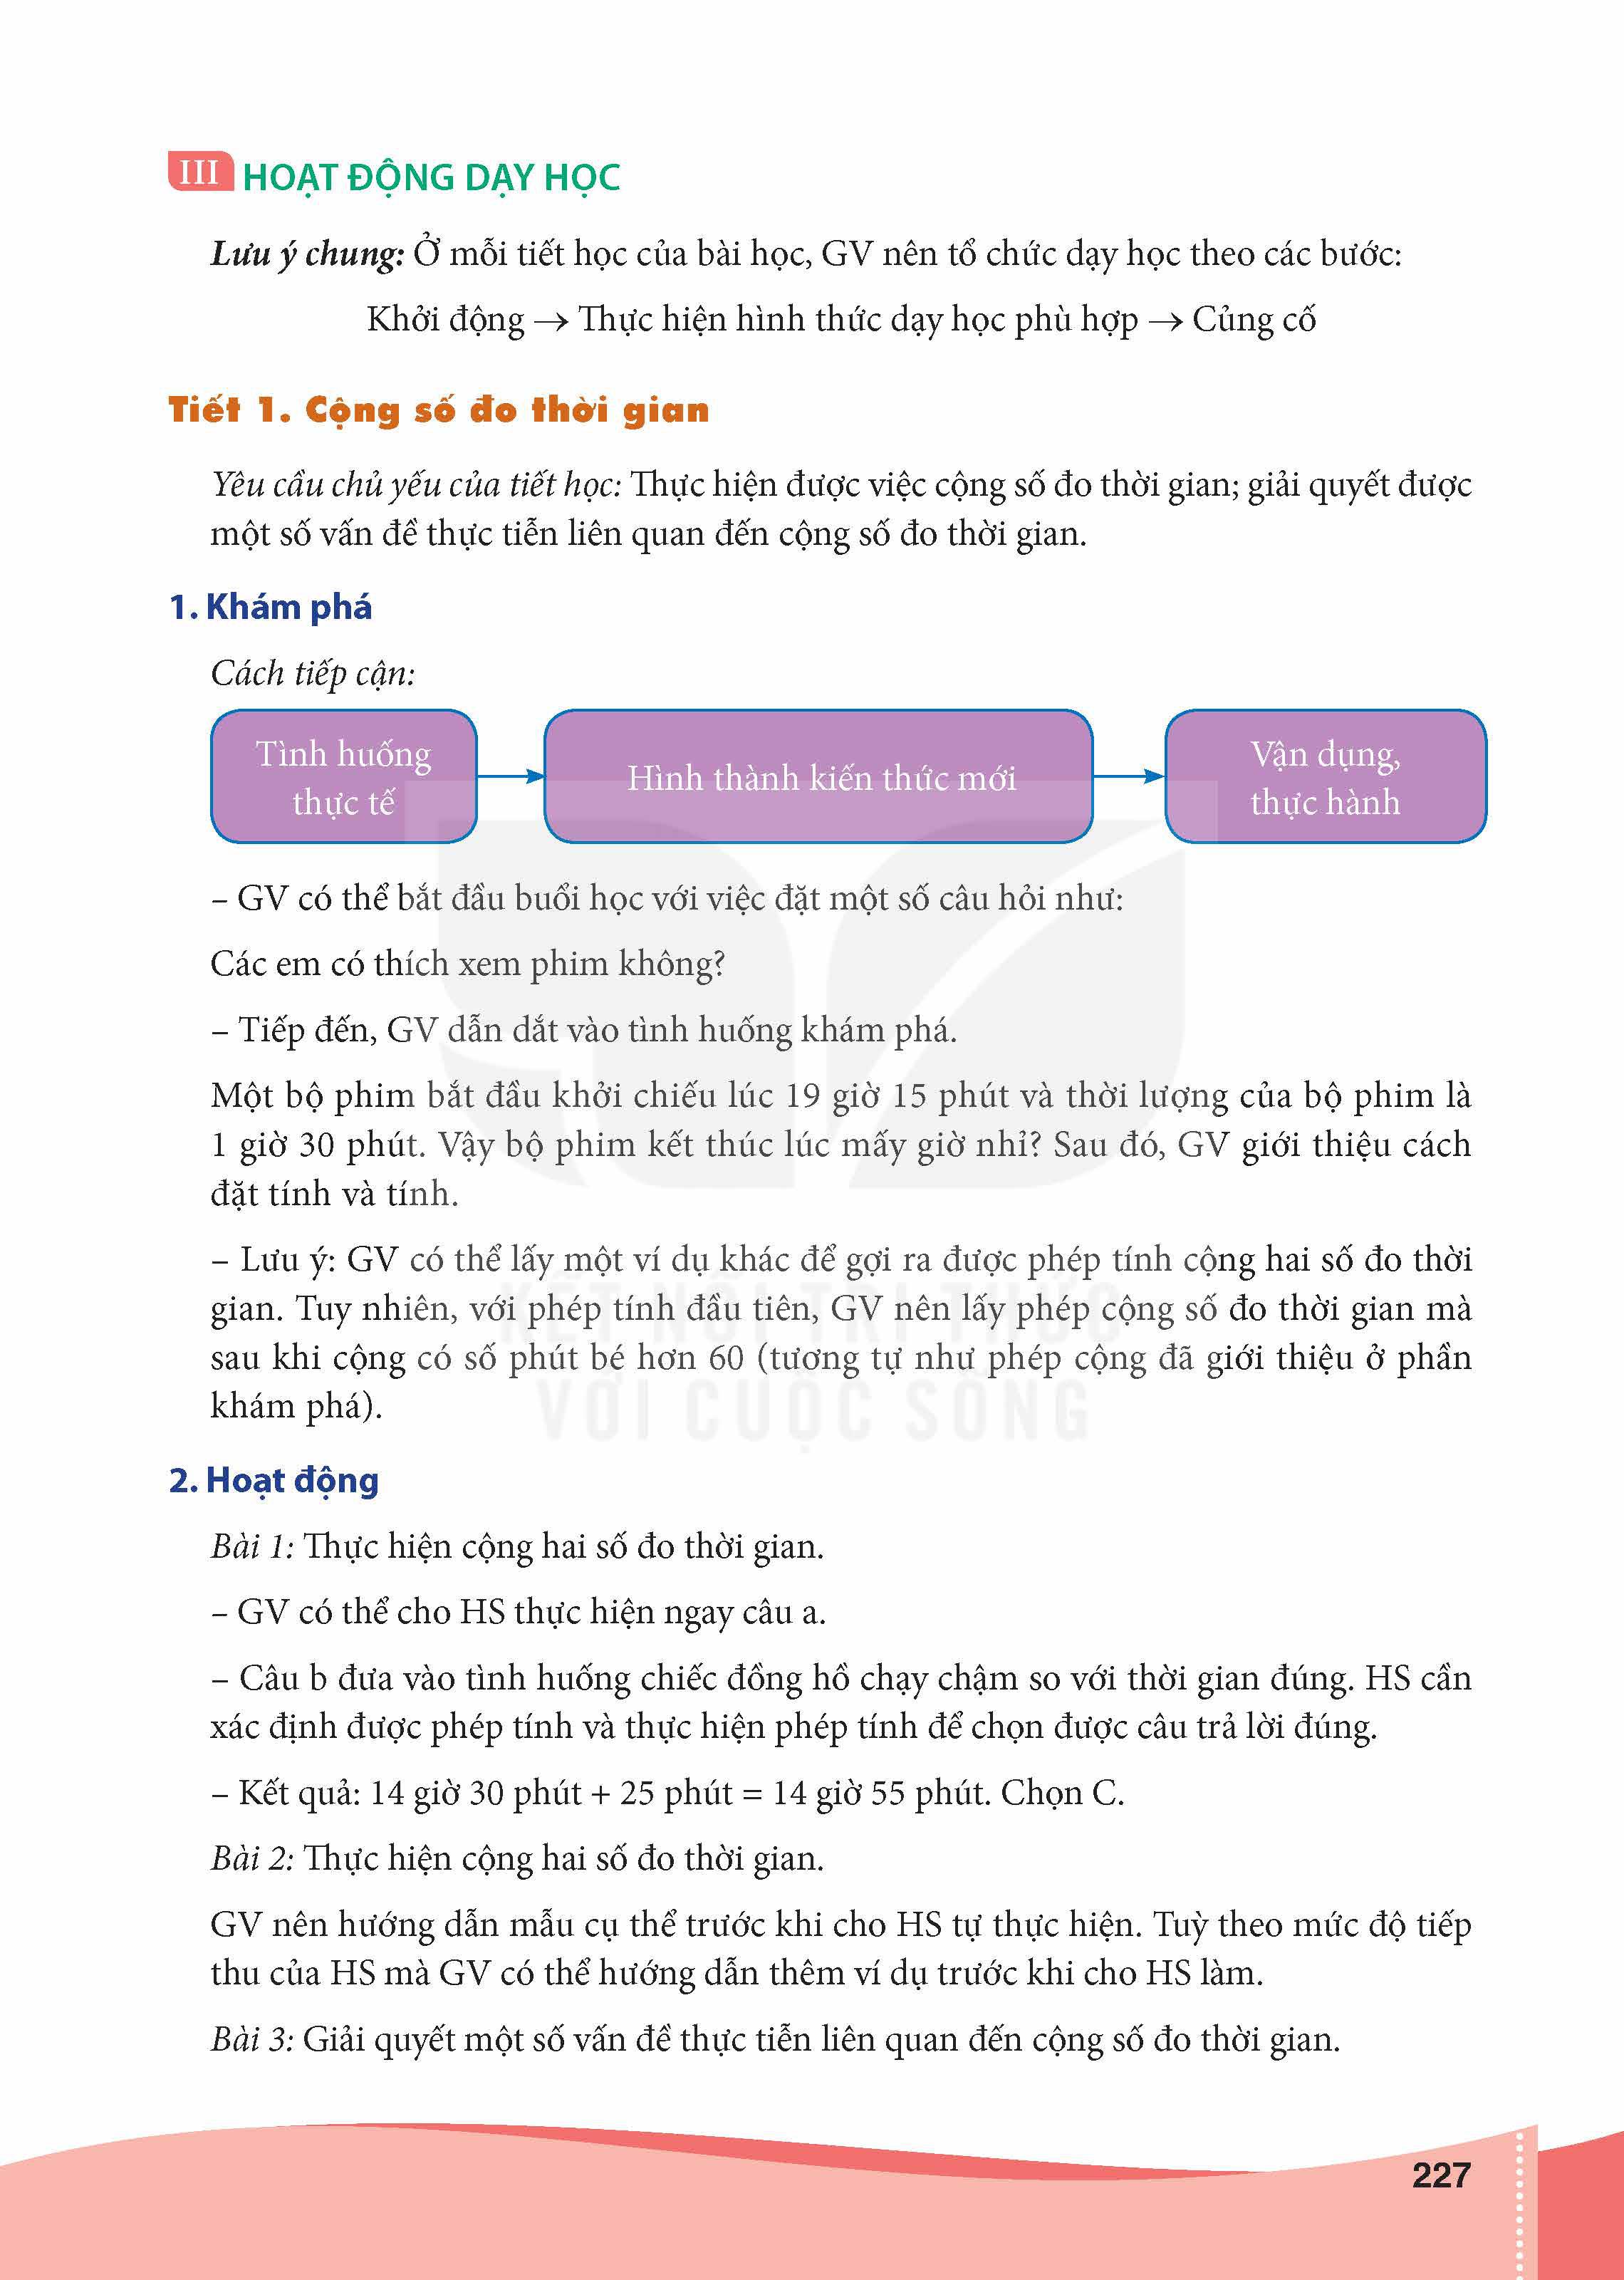 III HOẠT ĐỘNG DẠY HỌC
Lưu ý chung: Ở mỗi tiết học của bài học, GV nên tổ chức dạy học theo các bước:
Khởi động → Thực hiện hình thức dạy học phù hợp → Củng cố
Tiết 1. Cộng số đo thời gian
Yêu cầu chủ yếu của tiết học: Thực hiện được việc cộng số đo thời gian; giải quyết được
một số vấn đề thực tiễn liên quan đến cộng số đo thời gian.
1. Khám phá
Cách tiếp cận:
Tình huống
thực tế
Hình thành kiến thức mới
Vận dụng,
thực hành
– GV có thể bắt đầu buổi học với việc đặt một số câu hỏi như:
Các em có thích xem phim không?
– Tiếp đến, GV dẫn dắt vào tình huống khám phá.
Một bộ phim bắt đầu khởi chiếu lúc 19 giờ 15 phút và thời lượng của bộ phim là
1 giờ 30 phút. Vậy bộ phim kết thúc lúc mấy giờ nhỉ? Sau đó, GV giới thiệu cách
đặt tính và tính.
– Lưu ý: GV có thể lấy một ví dụ khác để gợi ra được phép tính cộng hai số đo thời
gian. Tuy nhiên, với phép tính đầu tiên, GV nên lấy phép cộng số đo thời gian mà
sau khi cộng có số phút bé hơn 60 (tương tự như phép cộng đã giới thiệu ở phần
khám phá).
KẾT NỐI TRI THỨC
VỚI CUỘC SỐNG
2. Hoạt động
Bài 1: Thực hiện cộng hai số đo thời gian.
– GV có thể cho HS thực hiện ngay câu a.
– Câu b đưa vào tình huống chiếc đồng hồ chạy chậm so với thời gian đúng. HS cần
xác định được phép tính và thực hiện phép tính để chọn được câu trả lời đúng.
– Kết quả: 14 giờ 30 phút + 25 phút = 14 giờ 55 phút. Chọn C.
Bài 2: Thực hiện cộng hai số đo thời gian.
GV nên hướng dẫn mẫu cụ thể trước khi cho HS tự thực hiện. Tuỳ theo mức độ tiếp
thu của HS mà GV có thể hướng dẫn thêm ví dụ trước khi cho HS làm.
Bài 3: Giải quyết một số vấn đề thực tiễn liên quan đến cộng số đo thời gian.
227